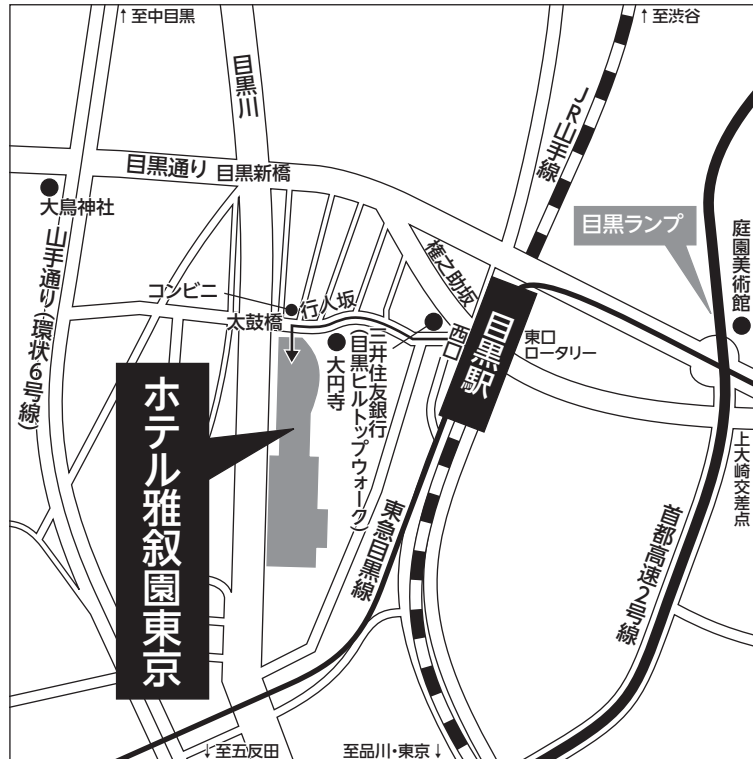 ↑至中目黒
↑至渋谷
目黒川
JR山手線
目黒通り
目黒新橋
大鳥神社
目黒ランプ
庭園美術館
山手通り(環状6号線)
権之助坂
コンビニ
行人坂
太鼓橋
西口
目黒駅
東口
ロータリー
大円寺
三井住友銀行
(目黒ヒルトップウォーク)
ホテル雅叙園東京
上大崎交差点
東急目黒線
首都高速2号線
↓至五反田
至品川・東京↓